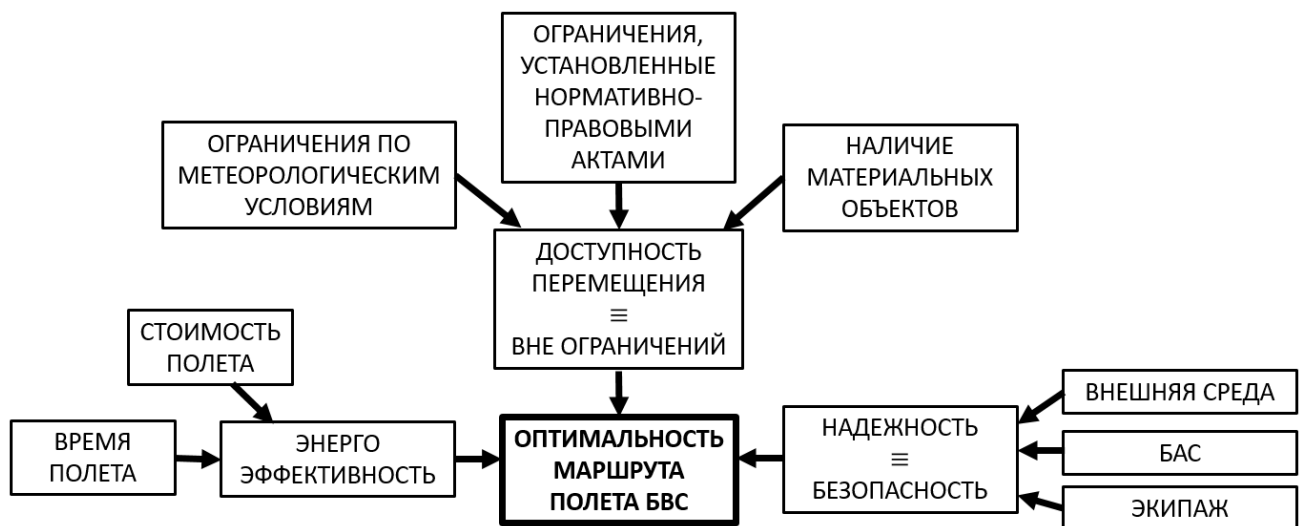 ОГРАНИЧЕНИЯ,
УСТАНОВЛЕННЫЕ
НОРМАТИВНО-
ПРАВОВЫМИ
АКТАМИ
ОГРАНИЧЕНИЯ ПО
МЕТЕОРОЛОГИЧЕСКИМ
УСЛОВИЯМ
НАЛИЧИЕ
МАТЕРИАЛЬНЫХ
ОБЪЕКТОВ
ДОСТУПНОСТЬ
ПЕРЕМЕЩЕНИЯ
≡
ВНЕ ОГРАНИЧЕНИЙ
СТОИМОСТЬ
ПОЛЕТА
ВРЕМЯ
ПОЛЕТА
ЭНЕРГО
ЭФФЕКТИВНОСТЬ
ОПТИМАЛЬНОСТЬ
МАРШРУТА
ПОЛЕТА БВС
НАДЕЖНОСТЬ
≡
БЕЗОПАСНОСТЬ
ВНЕШНЯЯ СРЕДА
БАС
ЭКИПАЖ